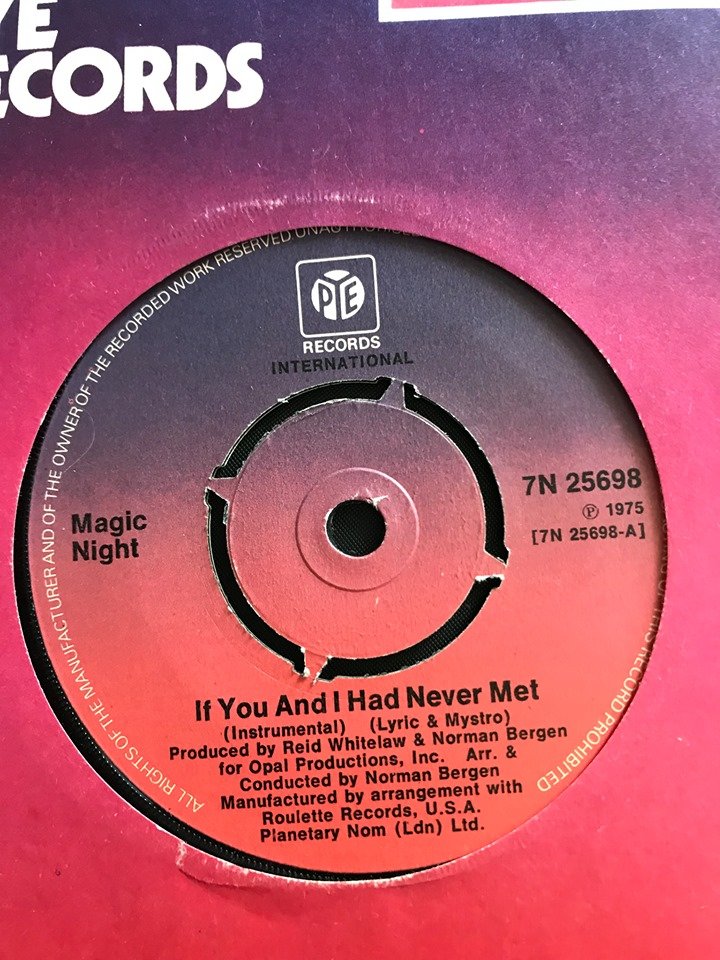 RECORDS
ALL RIGHTS OF THE MANUFACTURER AND OF THE OWNER OF THE RECORDED WORK RESERVED
PYE
RECORDS
INTERNATIONAL
Magic
Night
7N 25698
℗ 1975
[7N 25698-A]
If You And I Had Never Met
(Instrumental) (Lyric & Mystro)
Produced by Reid Whitelaw & Norman Bergen
for Opal Productions, Inc. Arr. &
Conducted by Norman Bergen
Manufactured by arrangement with
Roulette Records, U.S.A.
Planetary Nom (Ldn) Ltd.
THIS RECORD PROHIBITED